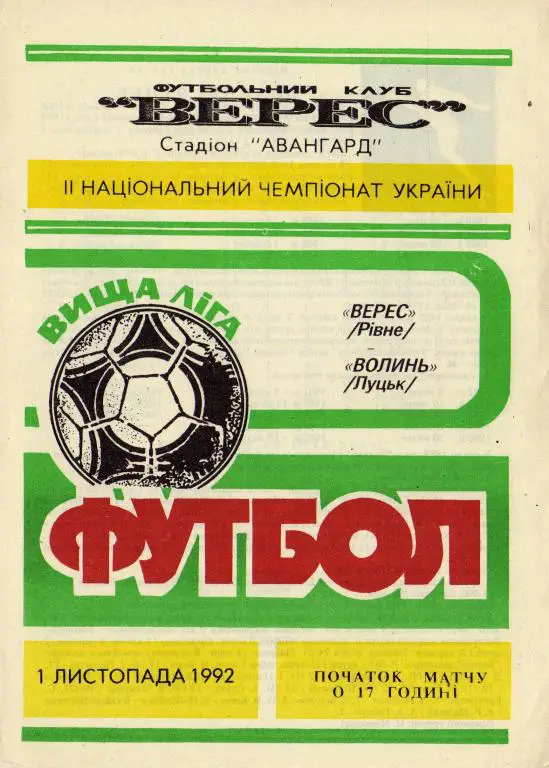 ФУТБОЛЬНИЙ КЛУБ
"ВЕРЕС"
Стадіон "АВАНГАРД"
II НАЦІОНАЛЬНИЙ ЧЕМПІОНАТ УКРАЇНИ
ВИЩА ЛІГА
«ВЕРЕС»
/Рівне/
–
«ВОЛИНЬ»
/Луцьк/
ФУТБОЛ
1 ЛИСТОПАДА 1992
ПОЧАТОК МАТЧУ
О 17 ГОДИНІ